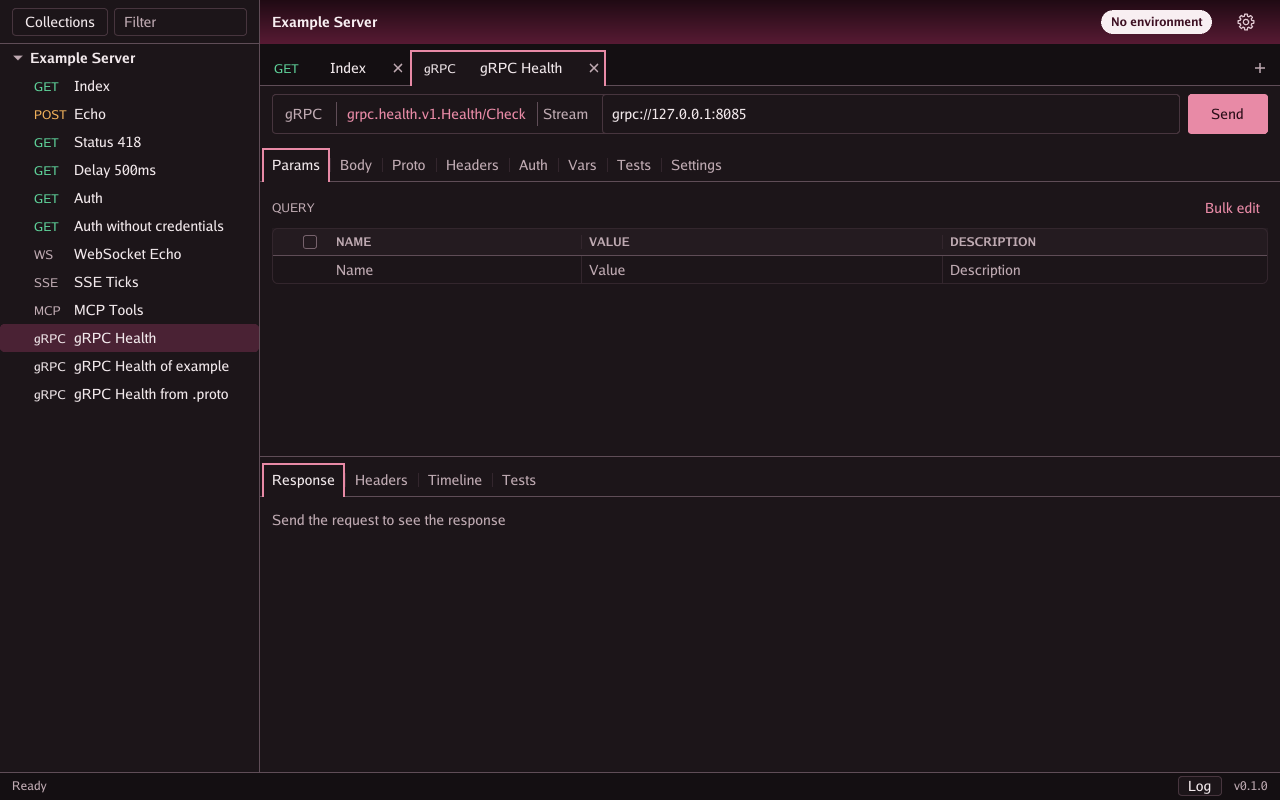 Collections
Filter
Example Server
No environment
Example Server
GET Index
POST Echo
GET Status 418
GET Delay 500ms
GET Auth
GET Auth without credentials
WS WebSocket Echo
SSE SSE Ticks
MCP MCP Tools
gRPC gRPC Health
gRPC gRPC Health of example
gRPC gRPC Health from .proto
GET Index
gRPC gRPC Health
gRPC grpc.health.v1.Health/Check Stream grpc://127.0.0.1:8085 Send
Params Body Proto Headers Auth Vars Tests Settings
QUERY Bulk edit
NAME VALUE DESCRIPTION
Name Value Description
Response Headers Timeline Tests
Send the request to see the response
Ready Log v0.1.0